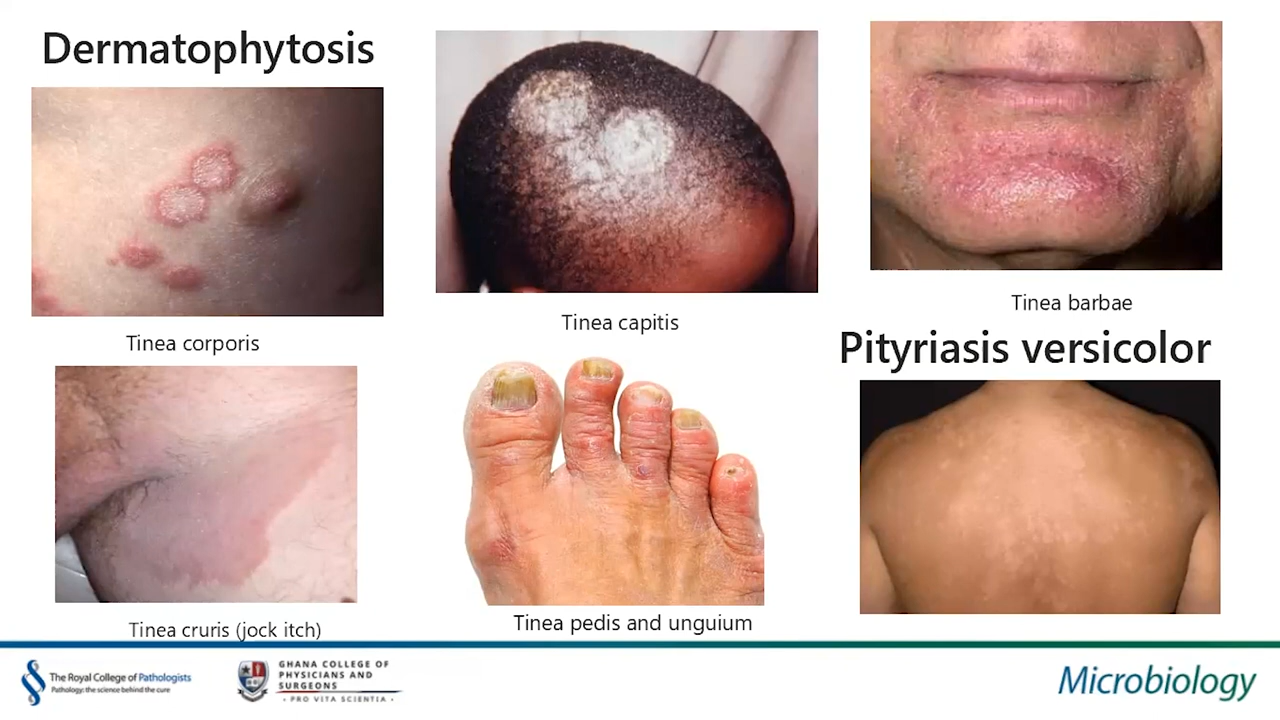 Dermatophytosis
Tinea corporis
Tinea capitis
Tinea barbae
Pityriasis versicolor
Tinea cruris (jock itch)
Tinea pedis and unguium
The Royal College of Pathologists
Pathology: the science behind the cure
GHANA COLLEGE OF
PHYSICIANS AND
SURGEONS
• PRO VITA SCIENTIA •
Microbiology